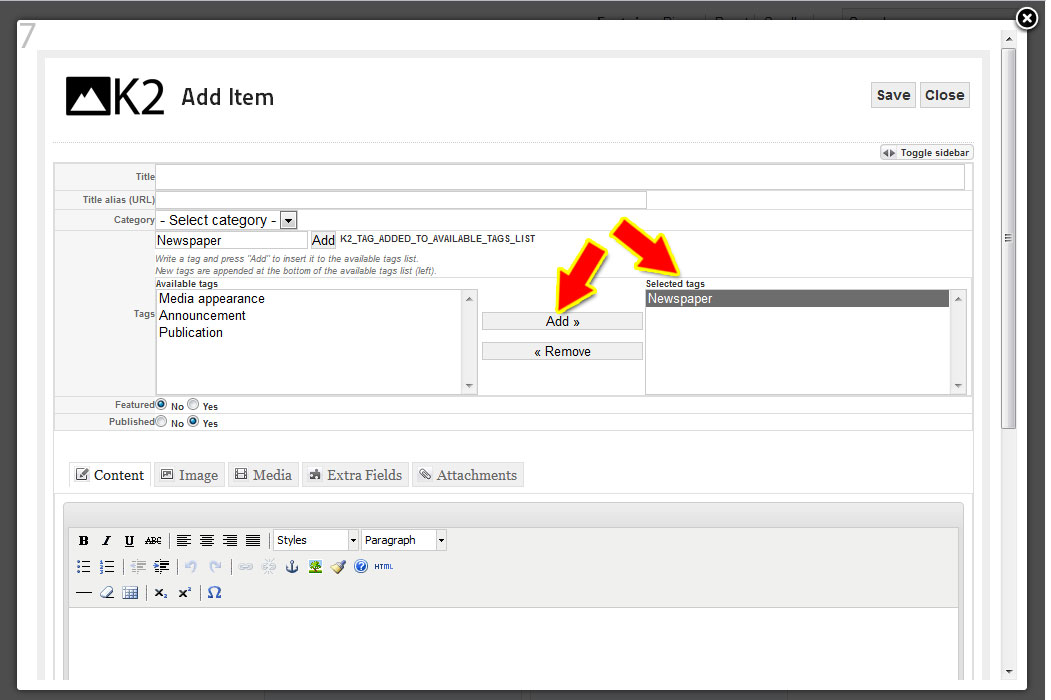 7
K2 Add Item
Save Close
Toggle sidebar
Title
Title alias (URL)
Category - Select category -
Newspaper Add K2_TAG_ADDED_TO_AVAILABLE_TAGS_LIST
Write a tag and press "Add" to insert it to the available tags list.
New tags are appended at the bottom of the available tags list (left).
Available tags Selected tags
Media appearance Newspaper
Tags Announcement
Add »
Publication
« Remove
Featured No Yes
Published No Yes
Content Image Media Extra Fields Attachments
B I U ABC Styles Paragraph
HTML
x₂ x² Ω